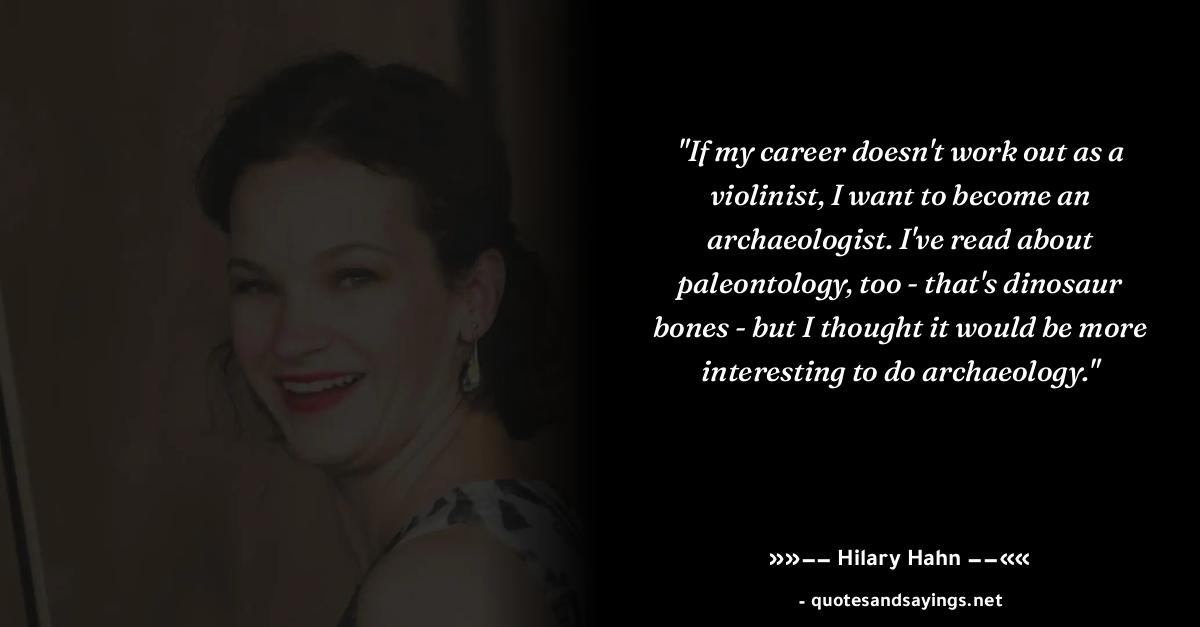 "If my career doesn't work out as a
violinist, I want to become an
archaeologist. I've read about
paleontology, too - that's dinosaur
bones - but I thought it would be more
interesting to do archaeology."
»»−− Hilary Hahn −−««
- quotesandsayings.net